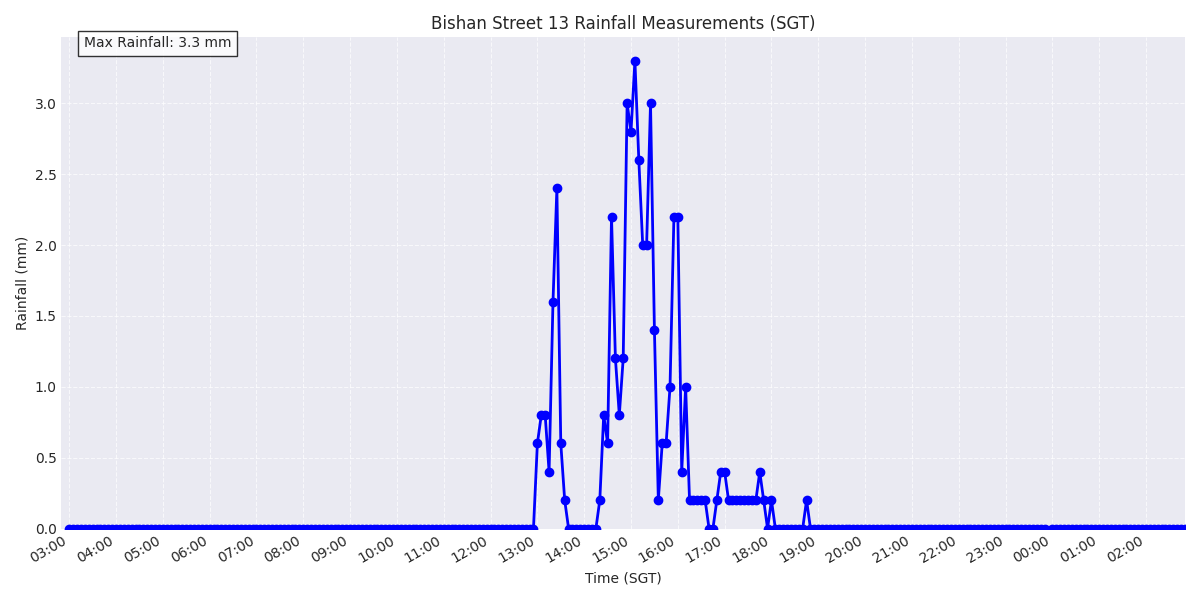 Bishan Street 13 Rainfall Measurements (SGT)
Max Rainfall: 3.3 mm
Rainfall (mm)
3.0
2.5
2.0
1.5
1.0
0.5
0.0
03:00 04:00 05:00 06:00 07:00 08:00 09:00 10:00 11:00 12:00 13:00 14:00 15:00 16:00 17:00 18:00 19:00 20:00 21:00 22:00 23:00 00:00 01:00 02:00
Time (SGT)